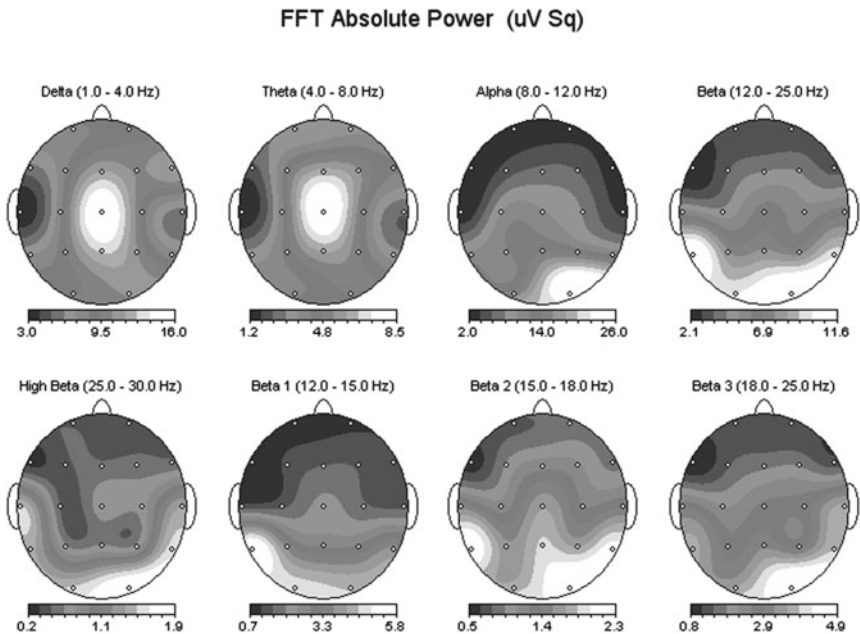 FFT Absolute Power (uV Sq)
Delta (1.0 - 4.0 Hz)
Theta (4.0 - 8.0 Hz)
Alpha (8.0 - 12.0 Hz)
Beta (12.0 - 25.0 Hz)
3.0 9.5 16.0
1.2 4.8 8.5
2.0 14.0 26.0
2.1 6.9 11.6
High Beta (25.0 - 30.0 Hz)
Beta 1 (12.0 - 15.0 Hz)
Beta 2 (15.0 - 18.0 Hz)
Beta 3 (18.0 - 25.0 Hz)
0.2 1.1 1.9
0.7 3.3 5.8
0.5 1.4 2.3
0.8 2.9 4.9